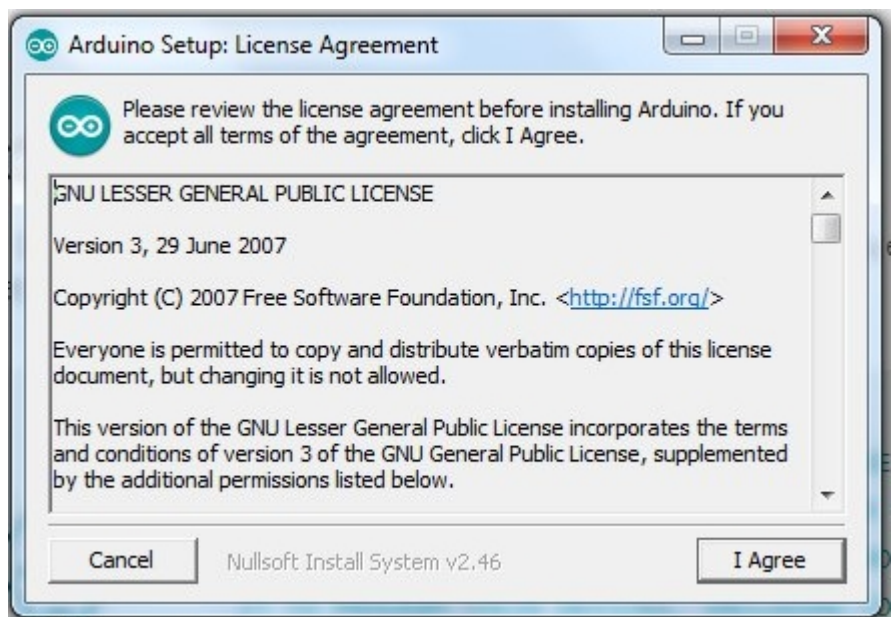 Arduino Setup: License Agreement
Please review the license agreement before installing Arduino. If you
accept all terms of the agreement, click I Agree.
GNU LESSER GENERAL PUBLIC LICENSE
Version 3, 29 June 2007
Copyright (C) 2007 Free Software Foundation, Inc. <http://fsf.org/>
Everyone is permitted to copy and distribute verbatim copies of this license
document, but changing it is not allowed.
This version of the GNU Lesser General Public License incorporates the terms
and conditions of version 3 of the GNU General Public License, supplemented
by the additional permissions listed below.
Cancel
Nullsoft Install System v2.46
I Agree